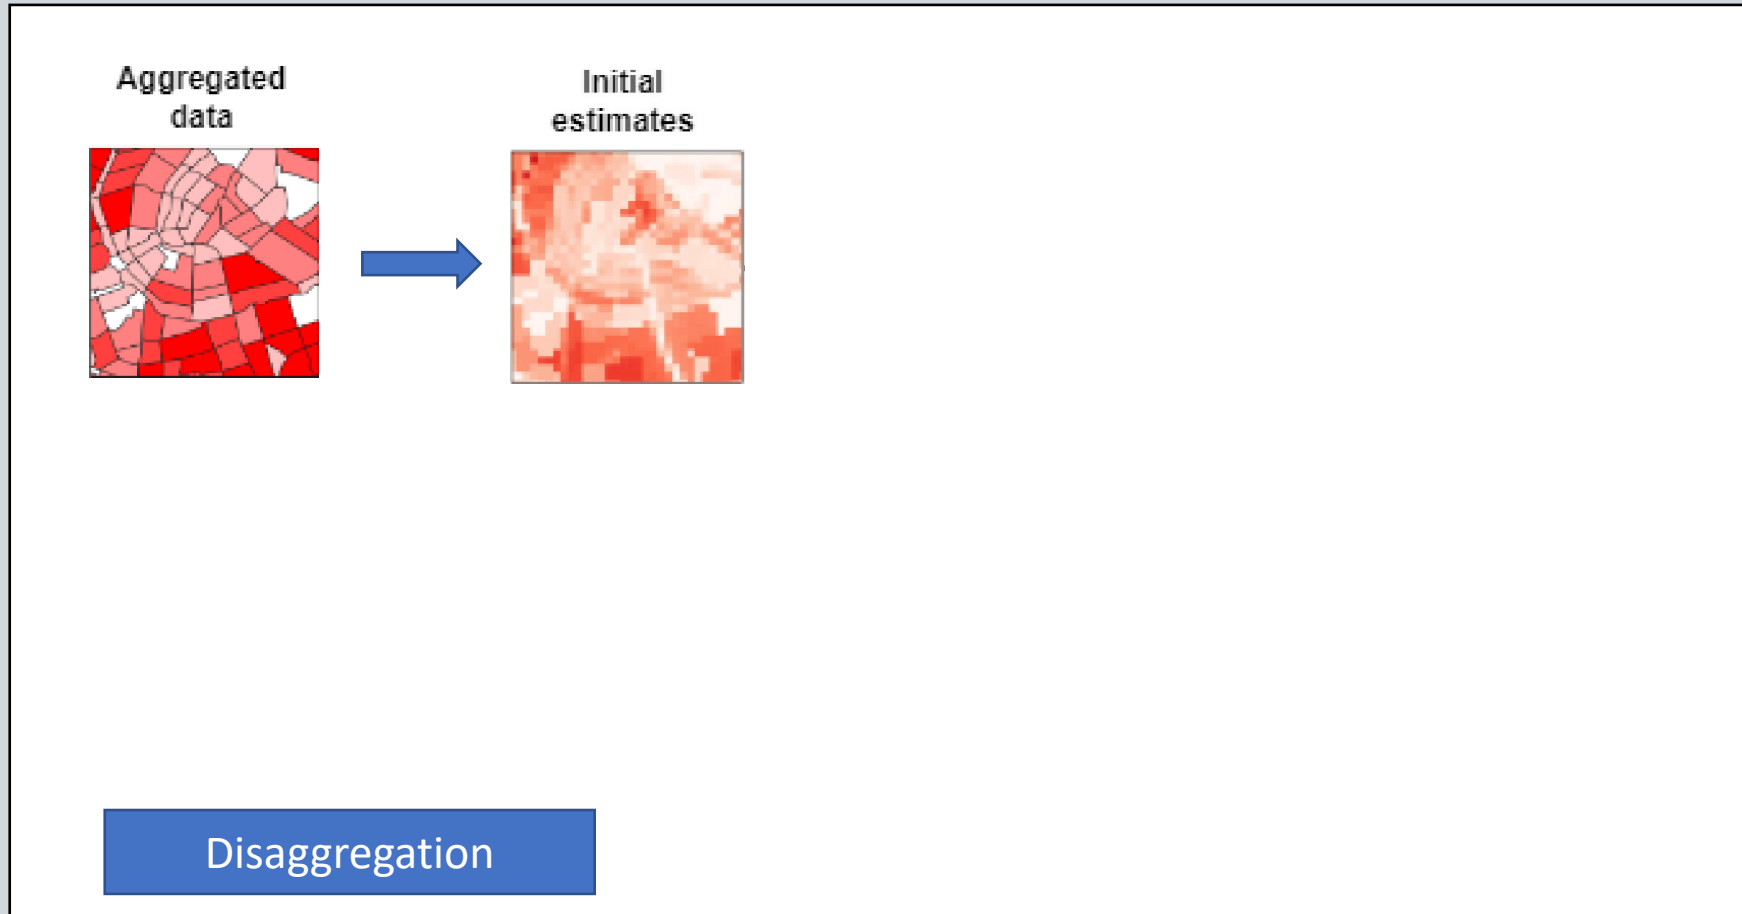 Aggregated
data
Initial
estimates
Disaggregation